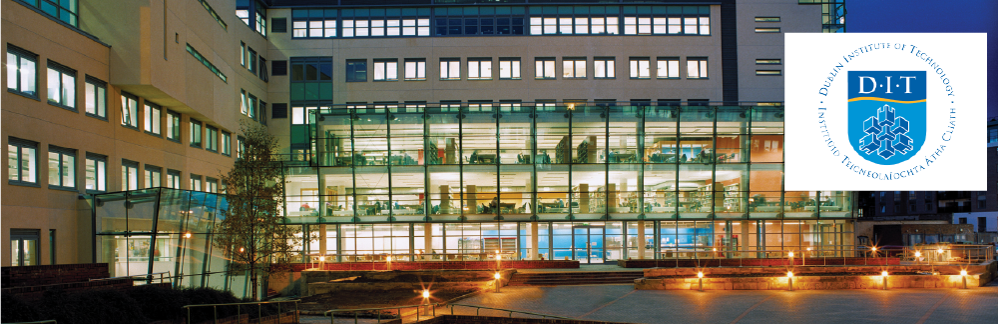 DUBLIN INSTITUTE OF TECHNOLOGY
D·I·T
INSTITIÚID TEICNEOLAÍOCHTA ÁTHA CLIATH